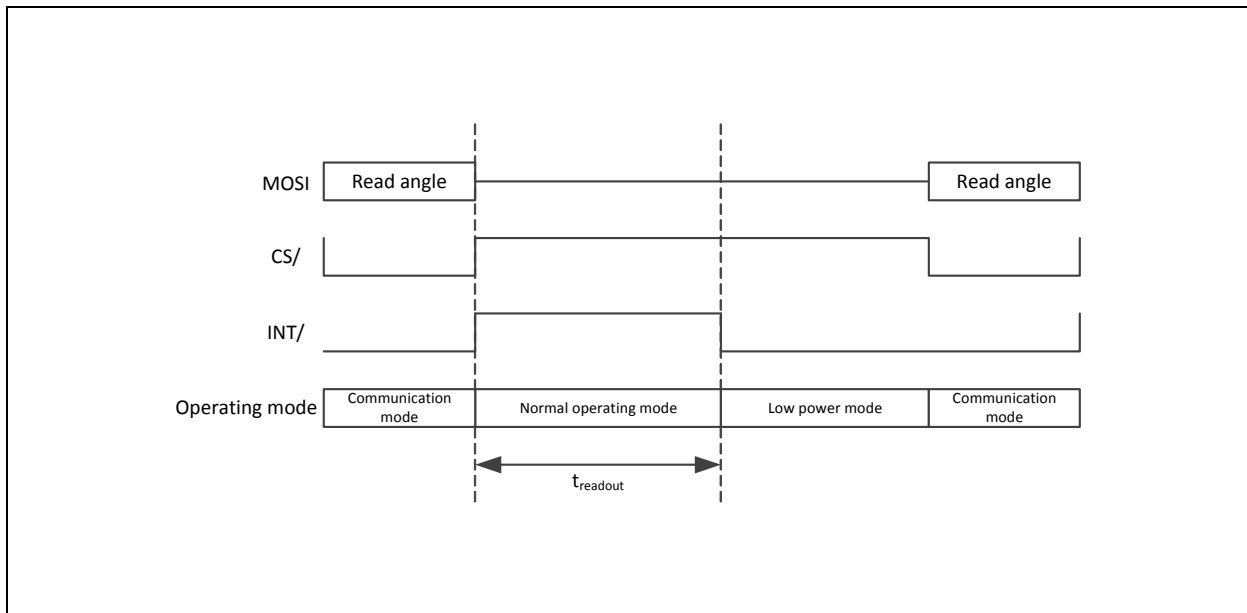 MOSI
Read angle
Read angle
CS/
INT/
Operating mode
Communication
mode
Normal operating mode
Low power mode
Communication
mode
treadout